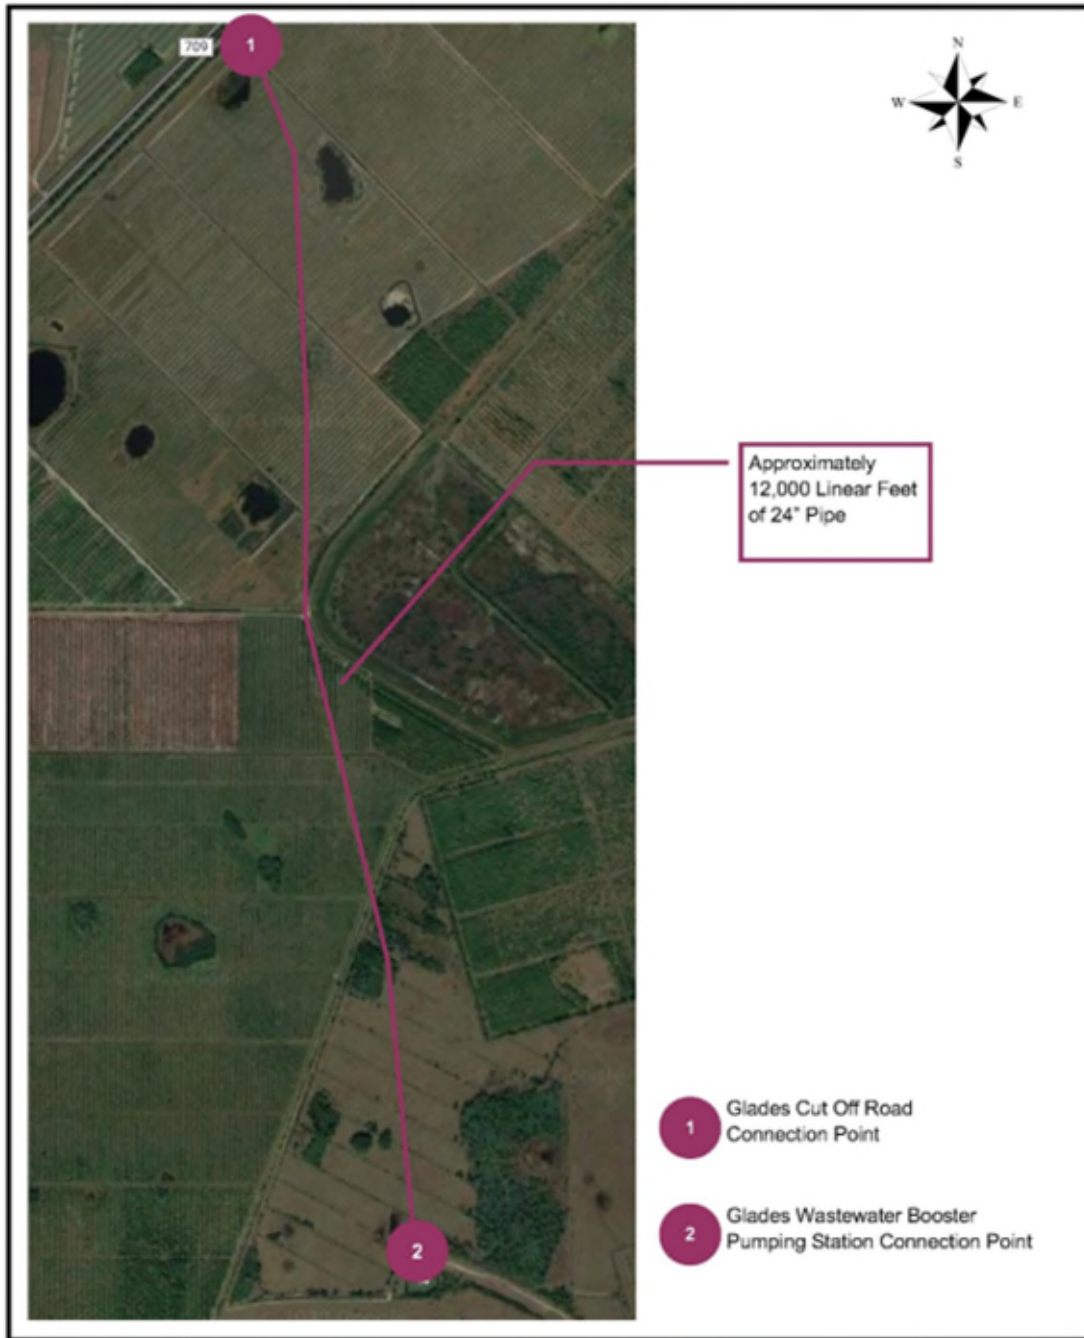 709
1
N
W
E
S
Approximately
12,000 Linear Feet
of 24" Pipe
1
Glades Cut Off Road
Connection Point
2
Glades Wastewater Booster
Pumping Station Connection Point
2